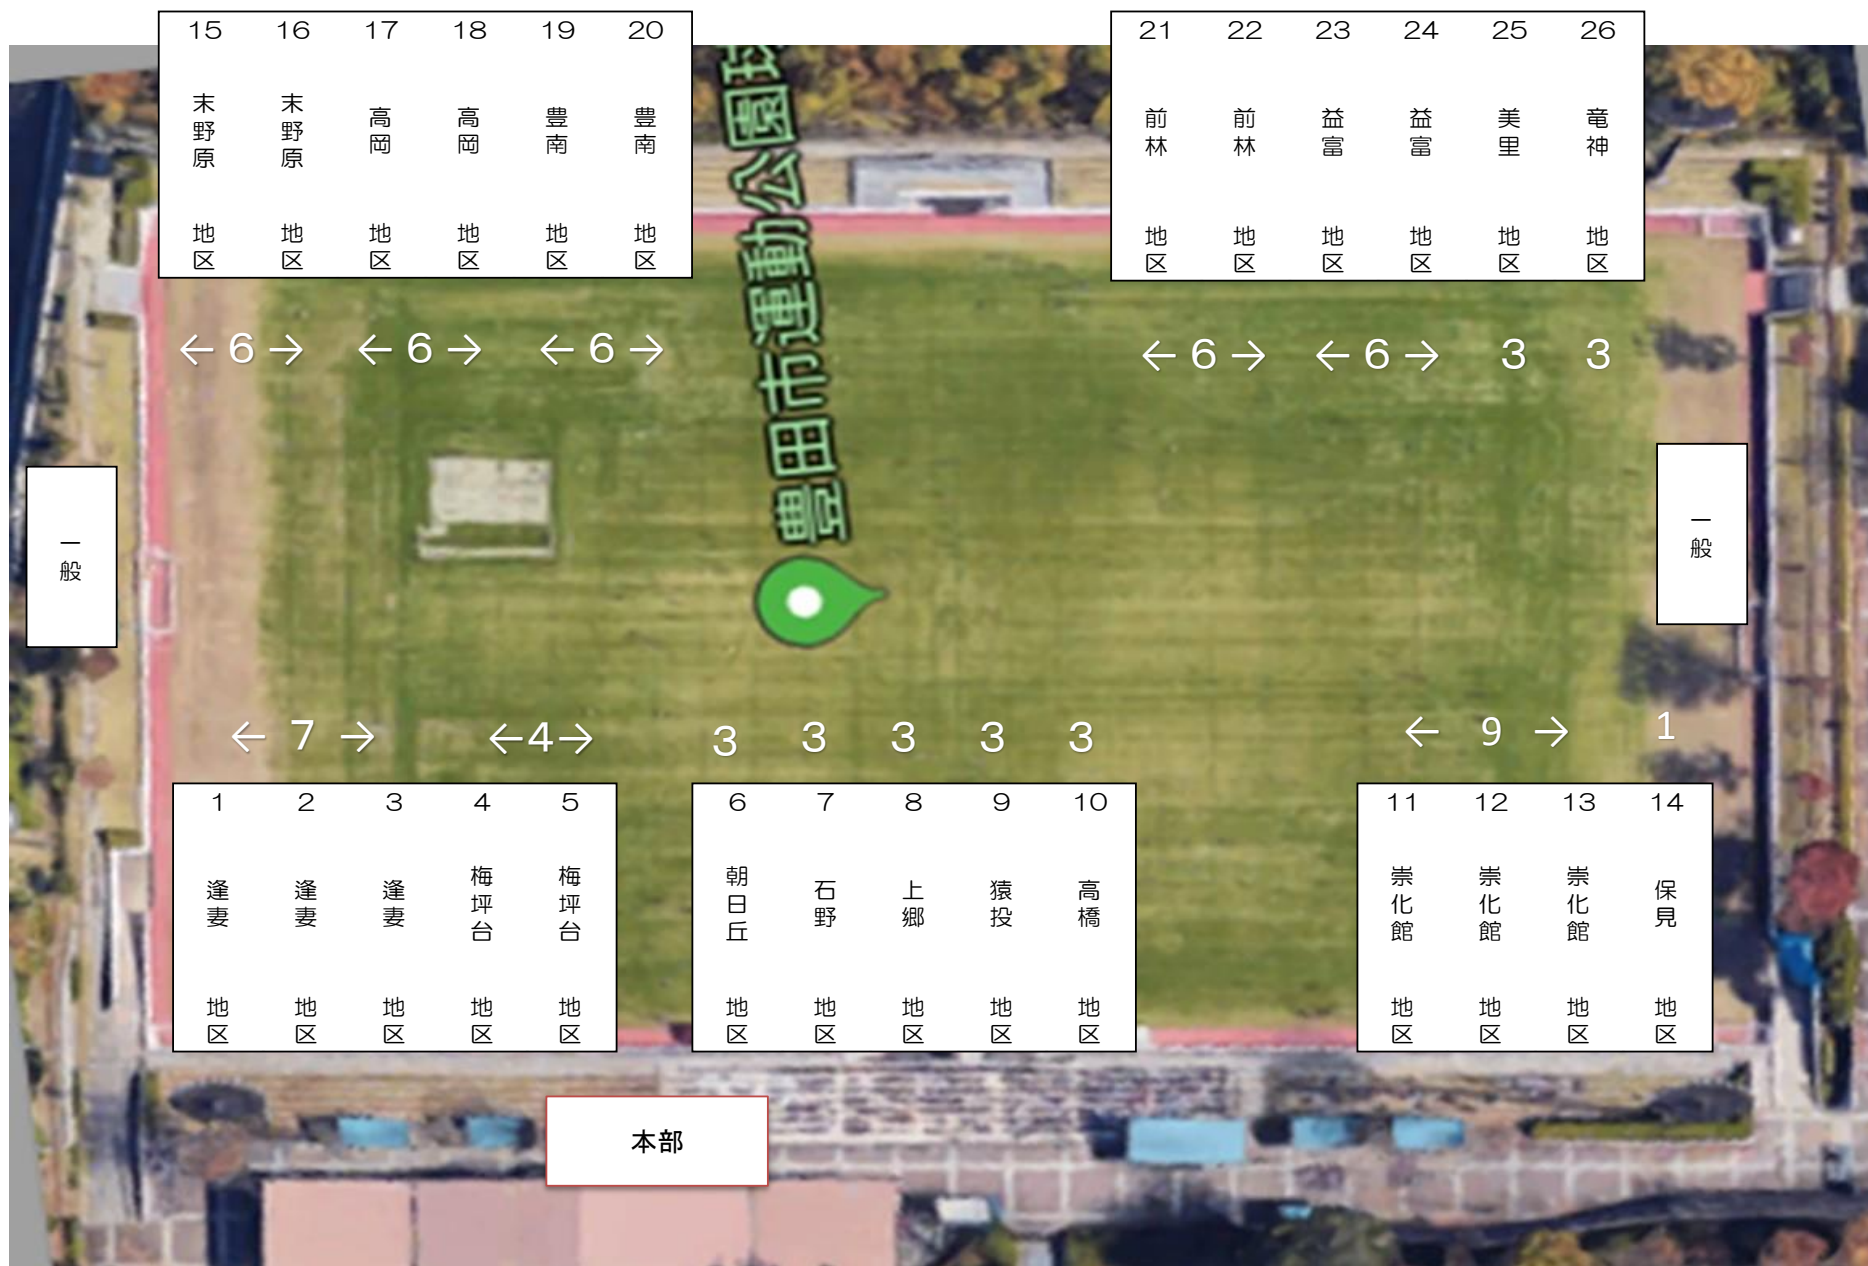 15 16 17 18 19 20
末野原地区 末野原地区 高岡地区 高岡地区 豊南地区 豊南地区
21 22 23 24 25 26
前林地区 前林地区 益富地区 益富地区 美里地区 竜神地区
豊田市運動公園球
←6→ ←6→ ←6→
←6→ ←6→ 3 3
一般
一般
←7→ ←4→ 3 3 3 3 3 ←9→ 1
1 2 3 4 5
逢妻地区 逢妻地区 逢妻地区 梅坪台地区 梅坪台地区
6 7 8 9 10
朝日丘地区 石野地区 上郷地区 猿投地区 高橋地区
11 12 13 14
崇化館地区 崇化館地区 崇化館地区 保見地区
本部